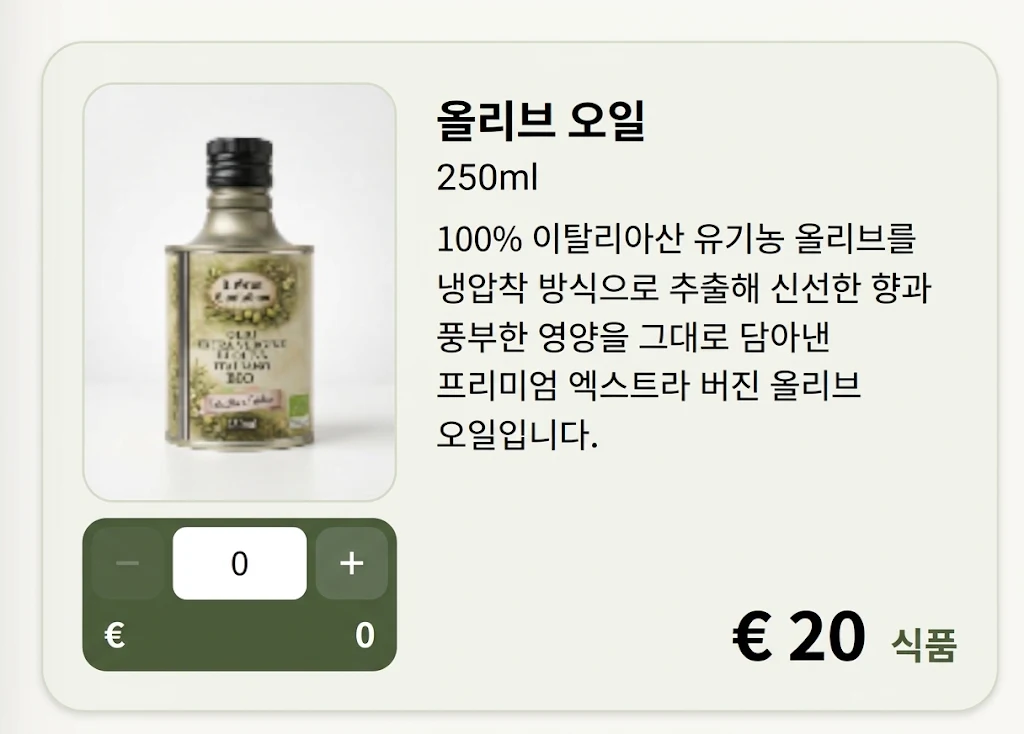 올리브 오일
250ml
100% 이탈리아산 유기농 올리브를
냉압착 방식으로 추출해 신선한 향과
풍부한 영양을 그대로 담아낸
프리미엄 엑스트라 버진 올리브
오일입니다.
− 0 +
€ 0
€ 20 식품